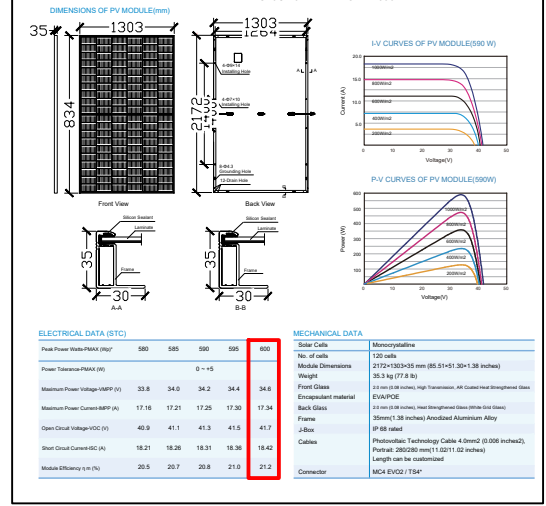 DIMENSIONS OF PV MODULE(mm)
1303
35
834
Front View
1303
1264
4-Φ9×14
Installing Hole
4-Φ7×10
Installing Hole
2172
1400
8-Φ4.3
Grounding Hole
12-Drain Hole
Back View
Silicon Sealant
Laminate
Frame
35
30
A-A
Silicon Sealant
Laminate
Frame
35
30
B-B
I-V CURVES OF PV MODULE(590 W)
Current (A)
20.0
15.0
10.0
5.0
1000W/m2
800W/m2
600W/m2
400W/m2
200W/m2
0 10 20 30 40 50
Voltage(V)
P-V CURVES OF PV MODULE(590W)
Power (W)
600
500
400
300
200
100
1000W/m2
800W/m2
600W/m2
400W/m2
200W/m2
0 10 20 30 40 50
Voltage(V)
ELECTRICAL DATA (STC)
Peak Power Watts-PMAX (Wp)* 580 585 590 595 600
Power Tolerance-PMAX (W) 0 ~ +5
Maximum Power Voltage-VMPP (V) 33.8 34.0 34.2 34.4 34.6
Maximum Power Current-IMPP (A) 17.16 17.21 17.25 17.30 17.34
Open Circuit Voltage-VOC (V) 40.9 41.1 41.3 41.5 41.7
Short Circuit Current-ISC (A) 18.21 18.26 18.31 18.36 18.42
Module Efficiency η m (%) 20.5 20.7 20.8 21.0 21.2
MECHANICAL DATA
Solar Cells Monocrystalline
No. of cells 120 cells
Module Dimensions 2172×1303×35 mm (85.51×51.30×1.38 inches)
Weight 35.3 kg (77.8 lb)
Front Glass 2.0 mm (0.08 inches), High Transmission, AR Coated Heat Strengthened Glass
Encapsulant material EVA/POE
Back Glass 2.0 mm (0.08 inches), Heat Strengthened Glass (White Grid Glass)
Frame 35mm(1.38 inches) Anodized Aluminium Alloy
J-Box IP 68 rated
Cables Photovoltaic Technology Cable 4.0mm2 (0.006 inches2),
Portrait: 280/280 mm(11.02/11.02 inches)
Length can be customized
Connector MC4 EVO2 / TS4*